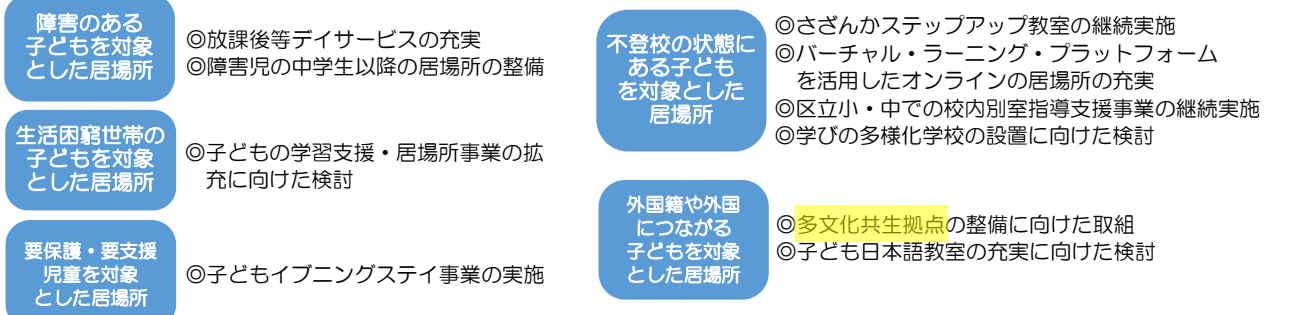 障害のある
子どもを対象
とした居場所
◎放課後等デイサービスの充実
◎障害児の中学生以降の居場所の整備
生活困窮世帯の
子どもを対象
とした居場所
◎子どもの学習支援・居場所事業の拡
充に向けた検討
要保護・要支援
児童を対象
とした居場所
◎子どもイブニングステイ事業の実施
不登校の状態に
ある子ども
を対象とした
居場所
◎さざんかステップアップ教室の継続実施
◎バーチャル・ラーニング・プラットフォーム
を活用したオンラインの居場所の充実
◎区立小・中での校内別室指導支援事業の継続実施
◎学びの多様化学校の設置に向けた検討
外国籍や外国
につながる
子どもを対象
とした居場所
◎多文化共生拠点の整備に向けた取組
◎子ども日本語教室の充実に向けた検討